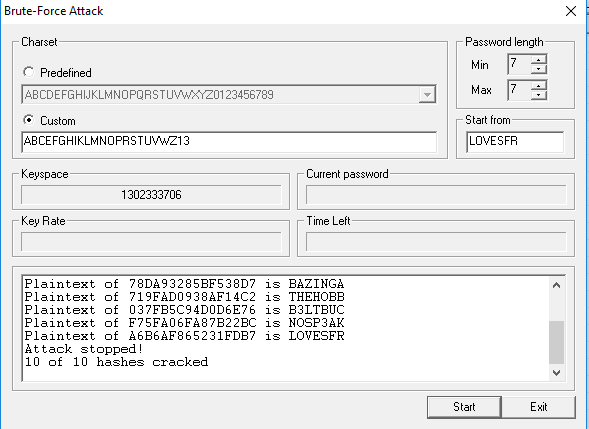 Brute-Force Attack
Charset
Predefined
ABCDEFGHIJKLMNOPQRSTUVWXYZ0123456789
Custom
ABCEFGHIKLMNOPRSTUVWZ13
Password length
Min 7
Max 7
Start from
LOVESFR
Keyspace
1302333706
Current password
Key Rate
Time Left
Plaintext of 78DA93285BF538D7 is BAZINGA
Plaintext of 719FAD0938AF14C2 is THEHOBB
Plaintext of 037FB5C94D0D6E76 is B3LTBUC
Plaintext of F75FA06FA87B22BC is NOSP3AK
Plaintext of A6B6AF865231FDB7 is LOVESFR
Attack stopped!
10 of 10 hashes cracked
Start
Exit